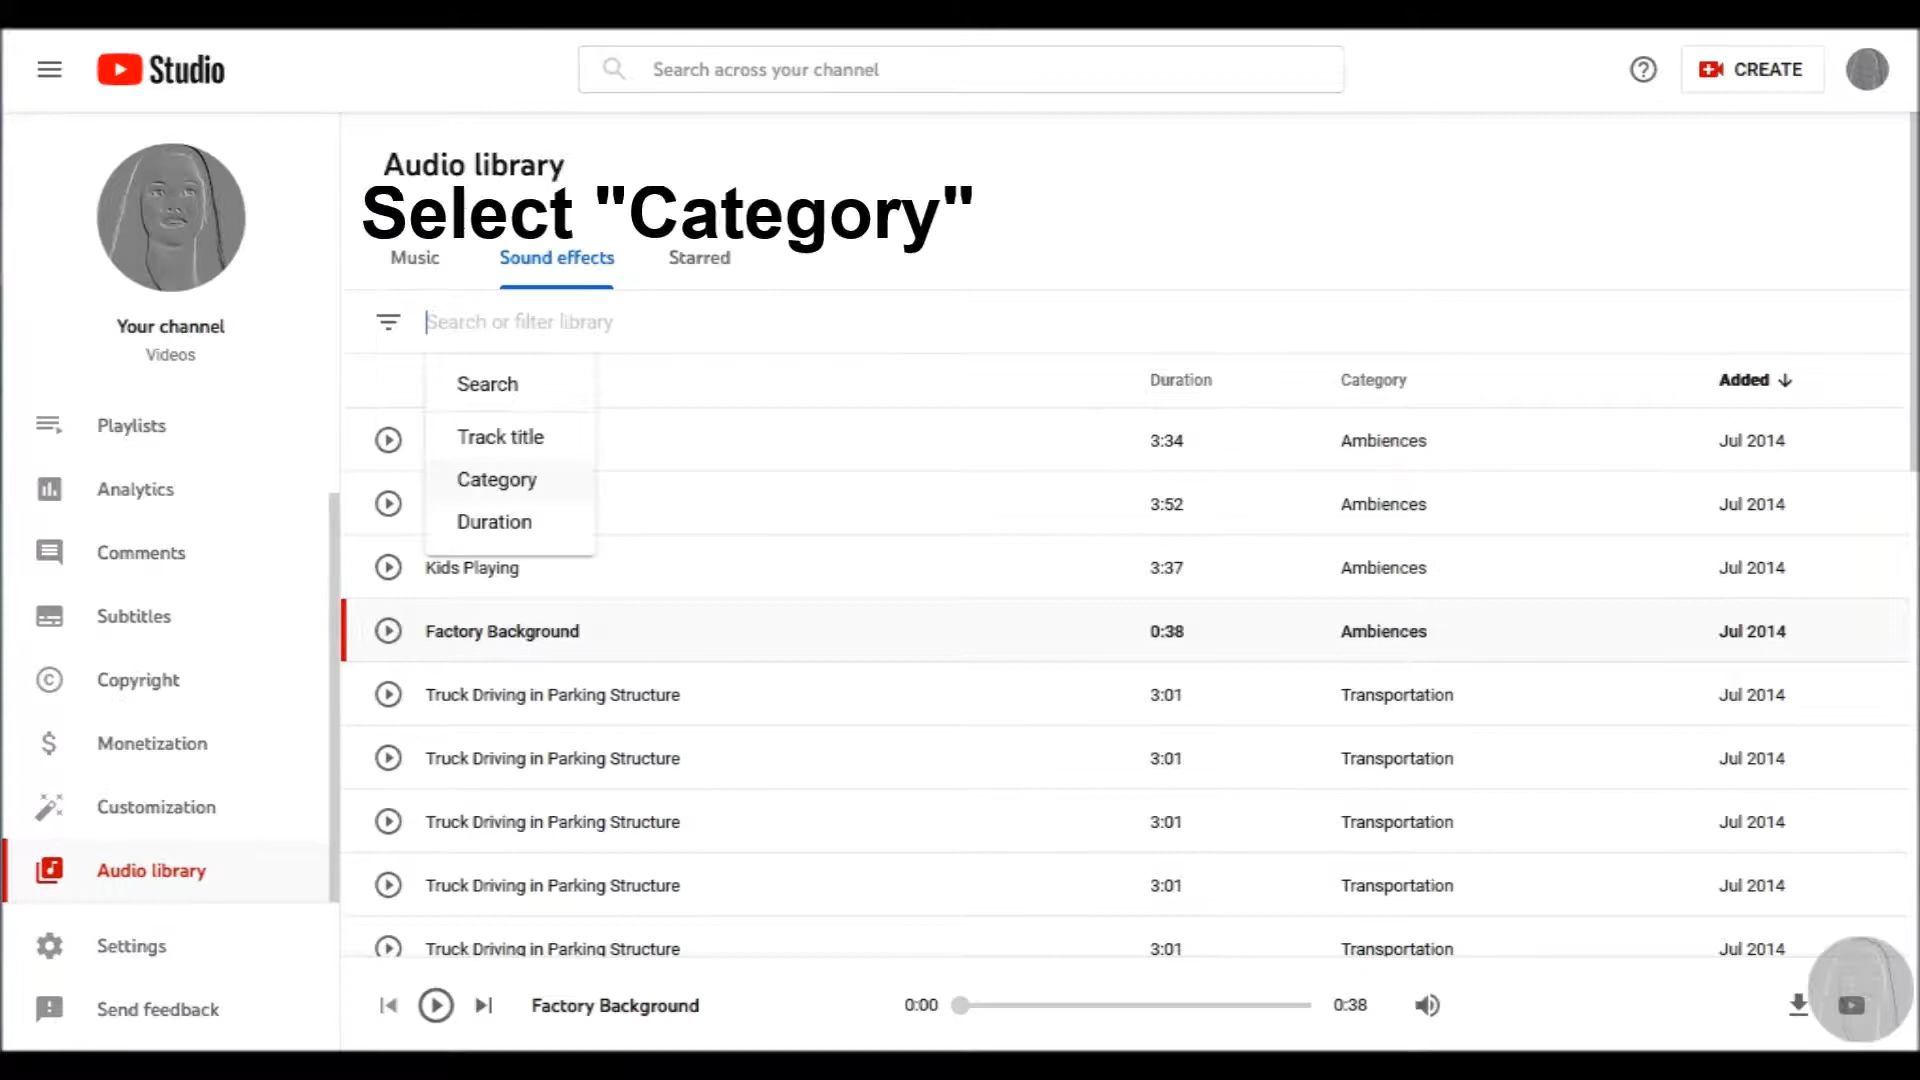 Studio
Search across your channel
CREATE
Audio library
Select "Category"
Music Sound effects Starred
Your channel
Videos
Search or filter library
Search
Track title
Category
Duration
Duration Category Added
3:34 Ambiences Jul 2014
3:52 Ambiences Jul 2014
Kids Playing 3:37 Ambiences Jul 2014
Factory Background 0:38 Ambiences Jul 2014
Truck Driving in Parking Structure 3:01 Transportation Jul 2014
Truck Driving in Parking Structure 3:01 Transportation Jul 2014
Truck Driving in Parking Structure 3:01 Transportation Jul 2014
Truck Driving in Parking Structure 3:01 Transportation Jul 2014
Truck Driving in Parking Structure 3:01 Transportation Jul 2014
Playlists
Analytics
Comments
Subtitles
Copyright
Monetization
Customization
Audio library
Settings
Send feedback
Factory Background 0:00 0:38